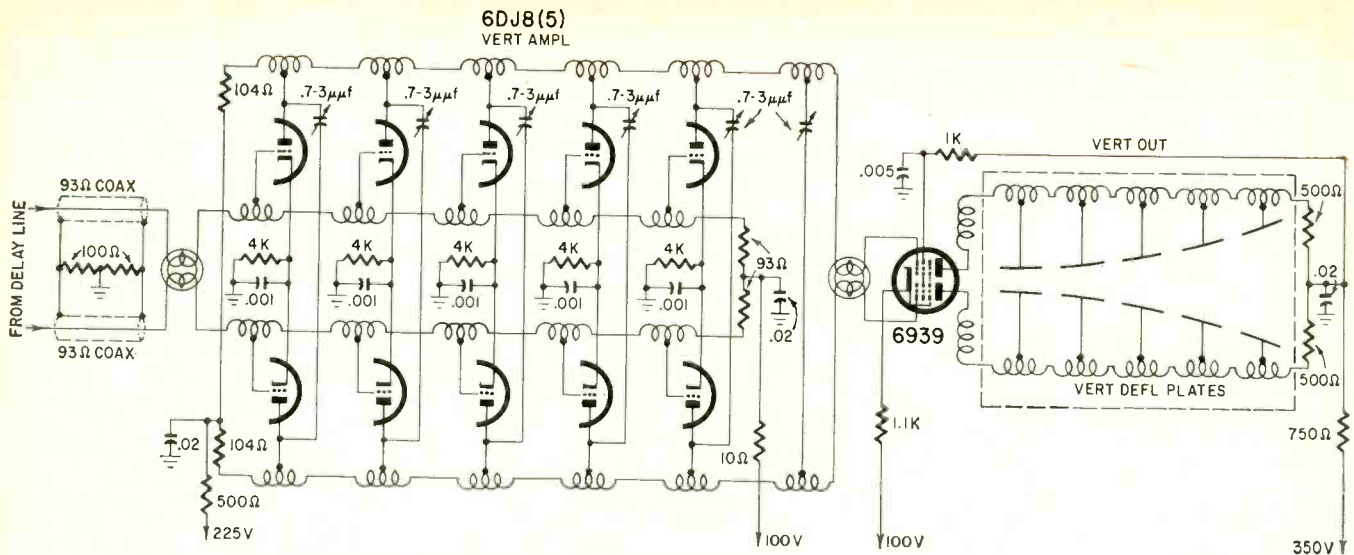 6DJ8(5)
VERT AMPL
104Ω
.7-3μμf
.7-3μμf
.7-3μμf
.7-3μμf
.7-3μμf
1K
VERT OUT
.005
93Ω COAX
500Ω
FROM DELAY LINE
100Ω
4K
4K
4K
4K
4K
93Ω
.001
.001
.001
.001
.001
.02
.02
6939
93Ω COAX
500Ω
VERT DEFL PLATES
1.1K
750Ω
.02
104Ω
10Ω
500Ω
225V
100V
100V
350V